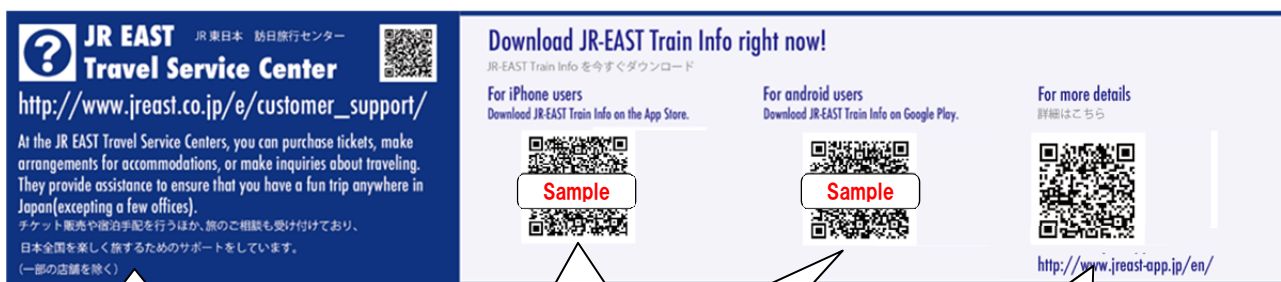 JR EAST JR東日本 訪日旅行センター
Travel Service Center
http://www.jreast.co.jp/e/customer_support/
At the JR EAST Travel Service Centers, you can purchase tickets, make
arrangements for accommodations, or make inquiries about traveling.
They provide assistance to ensure that you have a fun trip anywhere in
Japan(excepting a few offices).
チケット販売や宿泊手配を行うほか、旅のご相談も受け付けており、
日本全国を楽しく旅するためのサポートをしています。
(一部の店舗を除く)
Download JR-EAST Train Info right now!
JR-EAST Train Info を今すぐダウンロード
For iPhone users
Download JR-EAST Train Info on the App Store.
Sample
For android users
Download JR-EAST Train Info on Google Play.
Sample
For more details
詳細はこちら
http://www.jreast-app.jp/en/